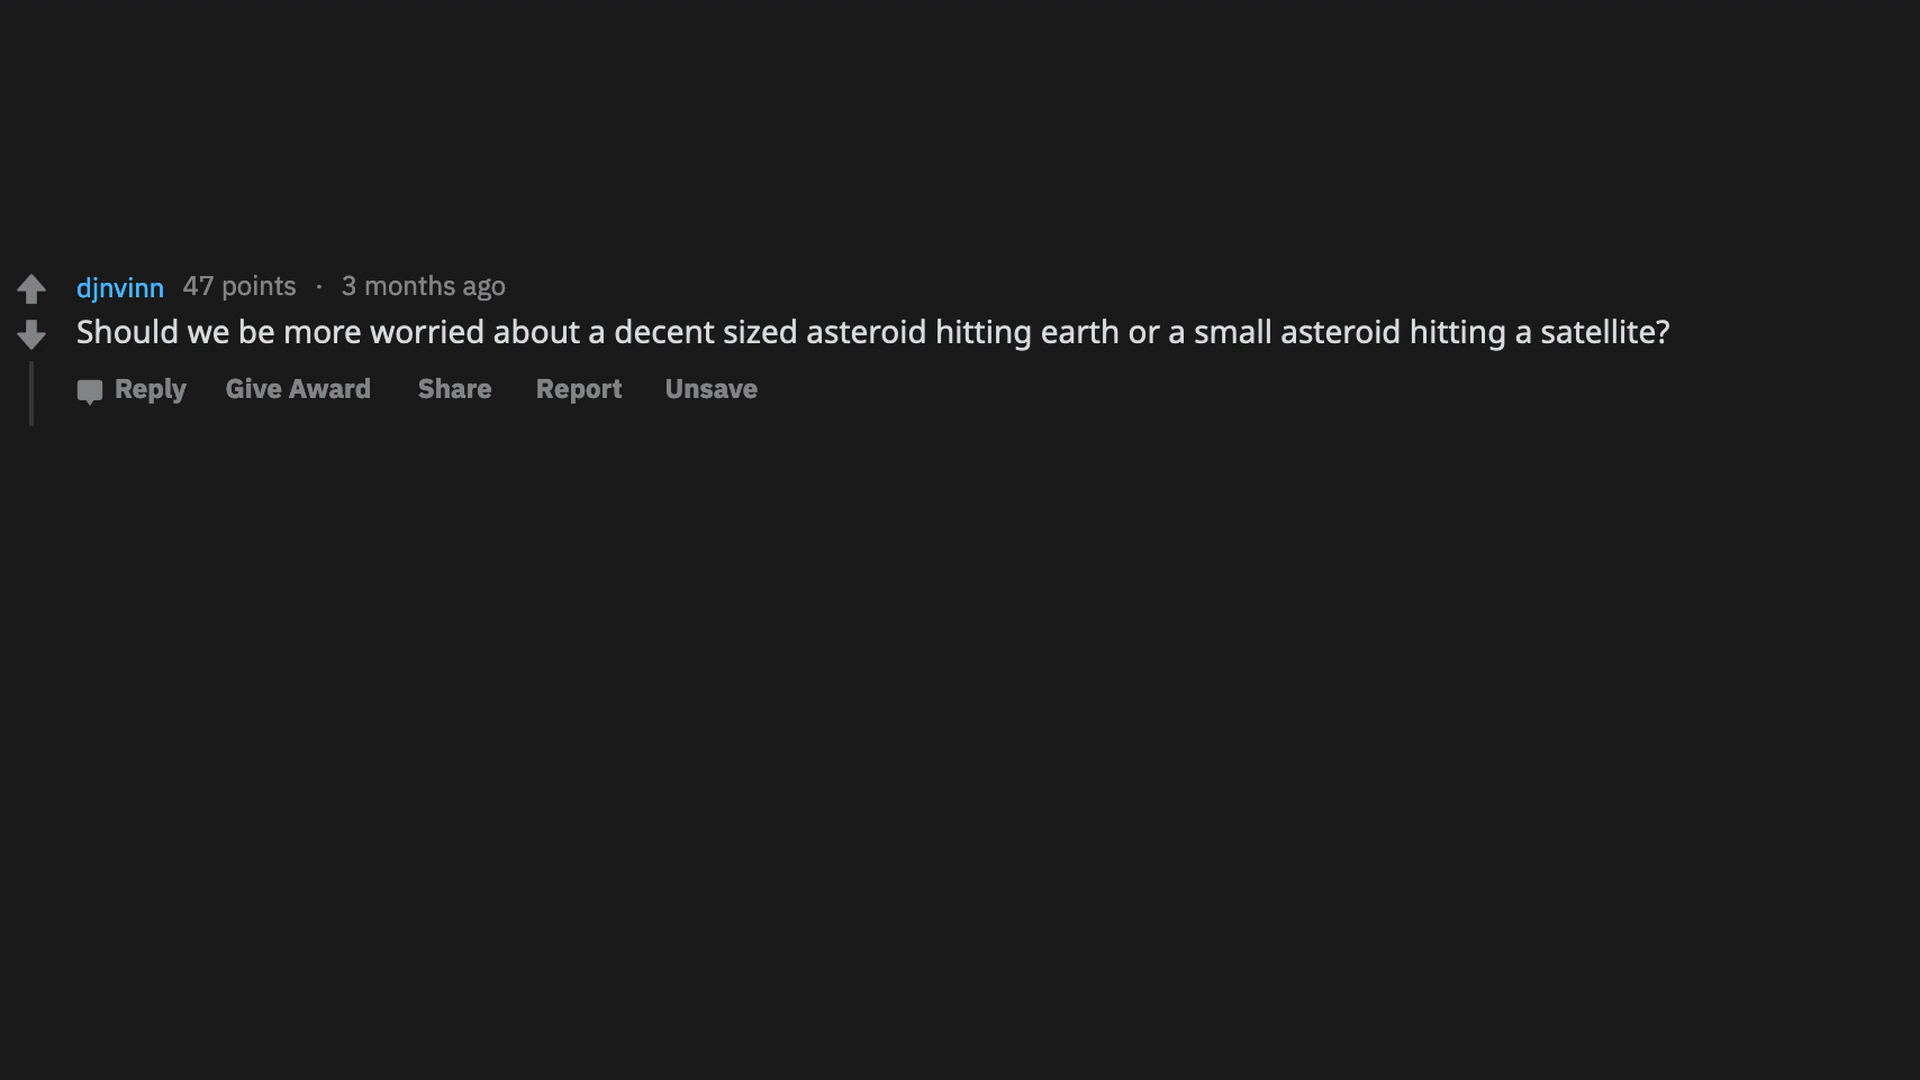 djnvinn 47 points · 3 months ago
Should we be more worried about a decent sized asteroid hitting earth or a small asteroid hitting a satellite?
Reply Give Award Share Report Unsave